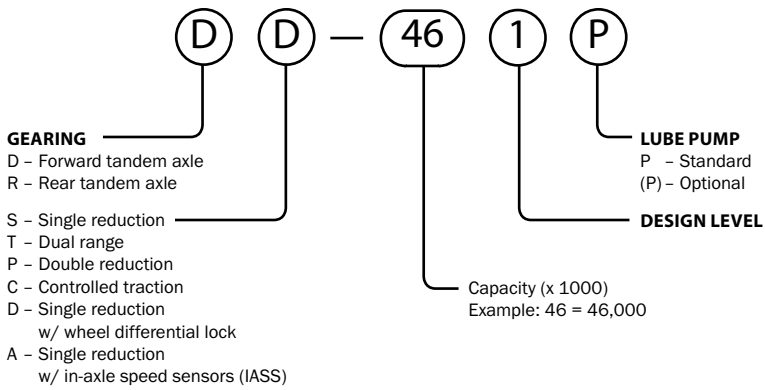 D D — 46 1 P
GEARING
D – Forward tandem axle
R – Rear tandem axle
S – Single reduction
T – Dual range
P – Double reduction
C – Controlled traction
D – Single reduction
w/ wheel differential lock
A – Single reduction
w/ in-axle speed sensors (IASS)
Capacity (x 1000)
Example: 46 = 46,000
LUBE PUMP
P – Standard
(P) – Optional
DESIGN LEVEL